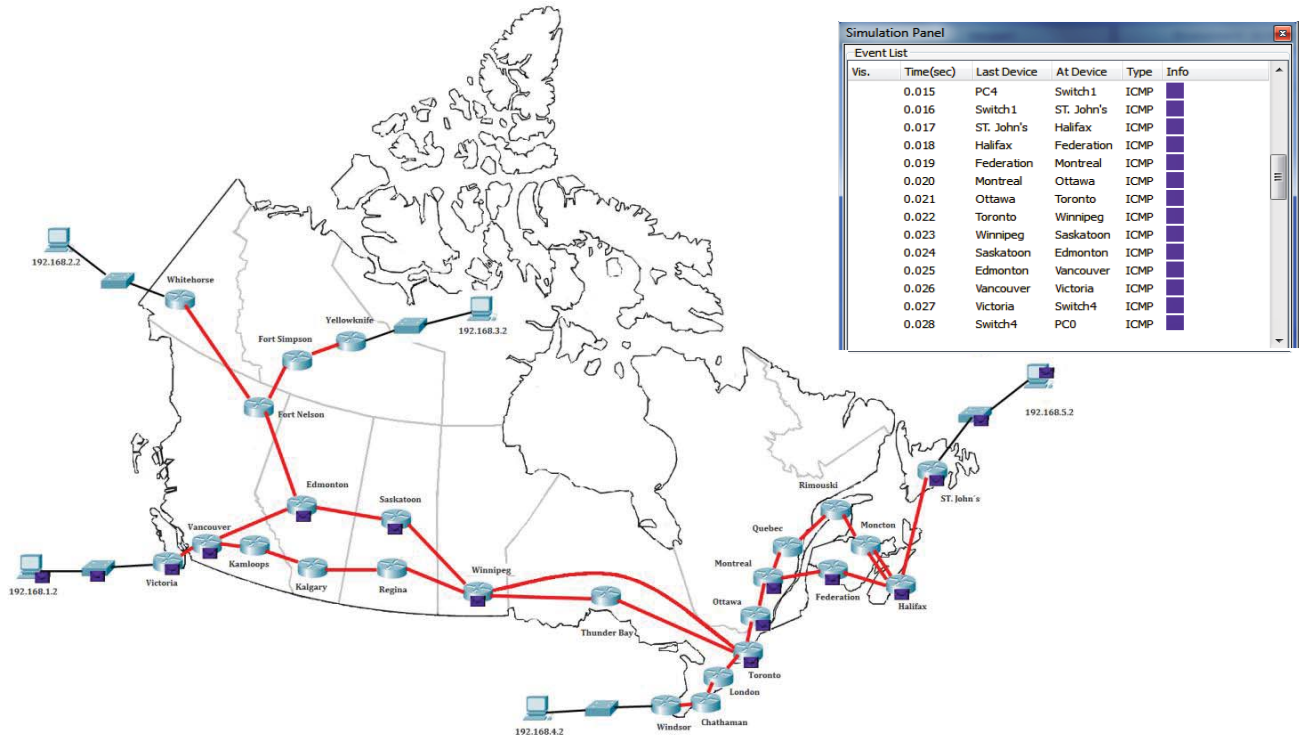 Simulation Panel
Event List
Vis. Time(sec) Last Device At Device Type Info
0.015 PC4 Switch1 ICMP
0.016 Switch1 ST. John's ICMP
0.017 ST. John's Halifax ICMP
0.018 Halifax Federation ICMP
0.019 Federation Montreal ICMP
0.020 Montreal Ottawa ICMP
0.021 Ottawa Toronto ICMP
0.022 Toronto Winnipeg ICMP
0.023 Winnipeg Saskatoon ICMP
0.024 Saskatoon Edmonton ICMP
0.025 Edmonton Vancouver ICMP
0.026 Vancouver Victoria ICMP
0.027 Victoria Switch4 ICMP
0.028 Switch4 PC0 ICMP
192.168.2.2
Whitehorse
Yellowknife
192.168.3.2
Fort Simpson
Fort Nelson
192.168.5.2
Edmonton
Saskatoon
Rimouski
ST. John's
Vancouver
Quebec
Moncton
Kamloops
Montreal
192.168.1.2
Victoria
Kalgary
Regina
Winnipeg
Federation
Halifax
Ottawa
Thunder Bay
Toronto
London
192.168.4.2
Windsor
Chathaman